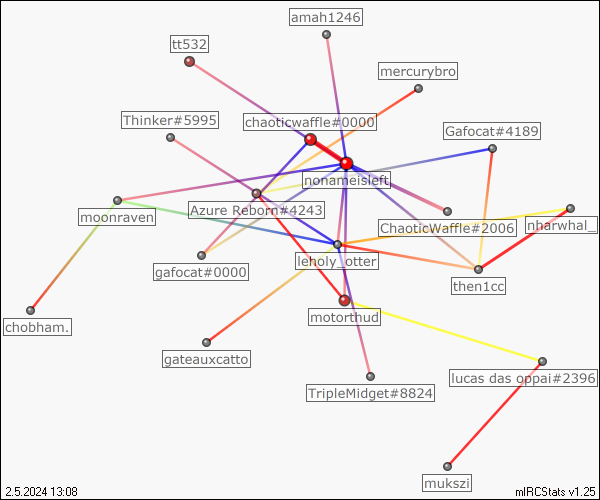 amah1246
tt532
mercurybro
Thinker#5995
chaoticwaffle#0000
Gafocat#4189
nonameisleft
moonraven
Azure Reborn#4243
ChaoticWaffle#2006
nharwhal_
leholy_otter
gafocat#0000
then1cc
motorthud
chobham.
gateauxcatto
TripleMidget#8824
lucas das oppai#2396
mukszi
2.5.2024 13:08
mIRCStats v1.25